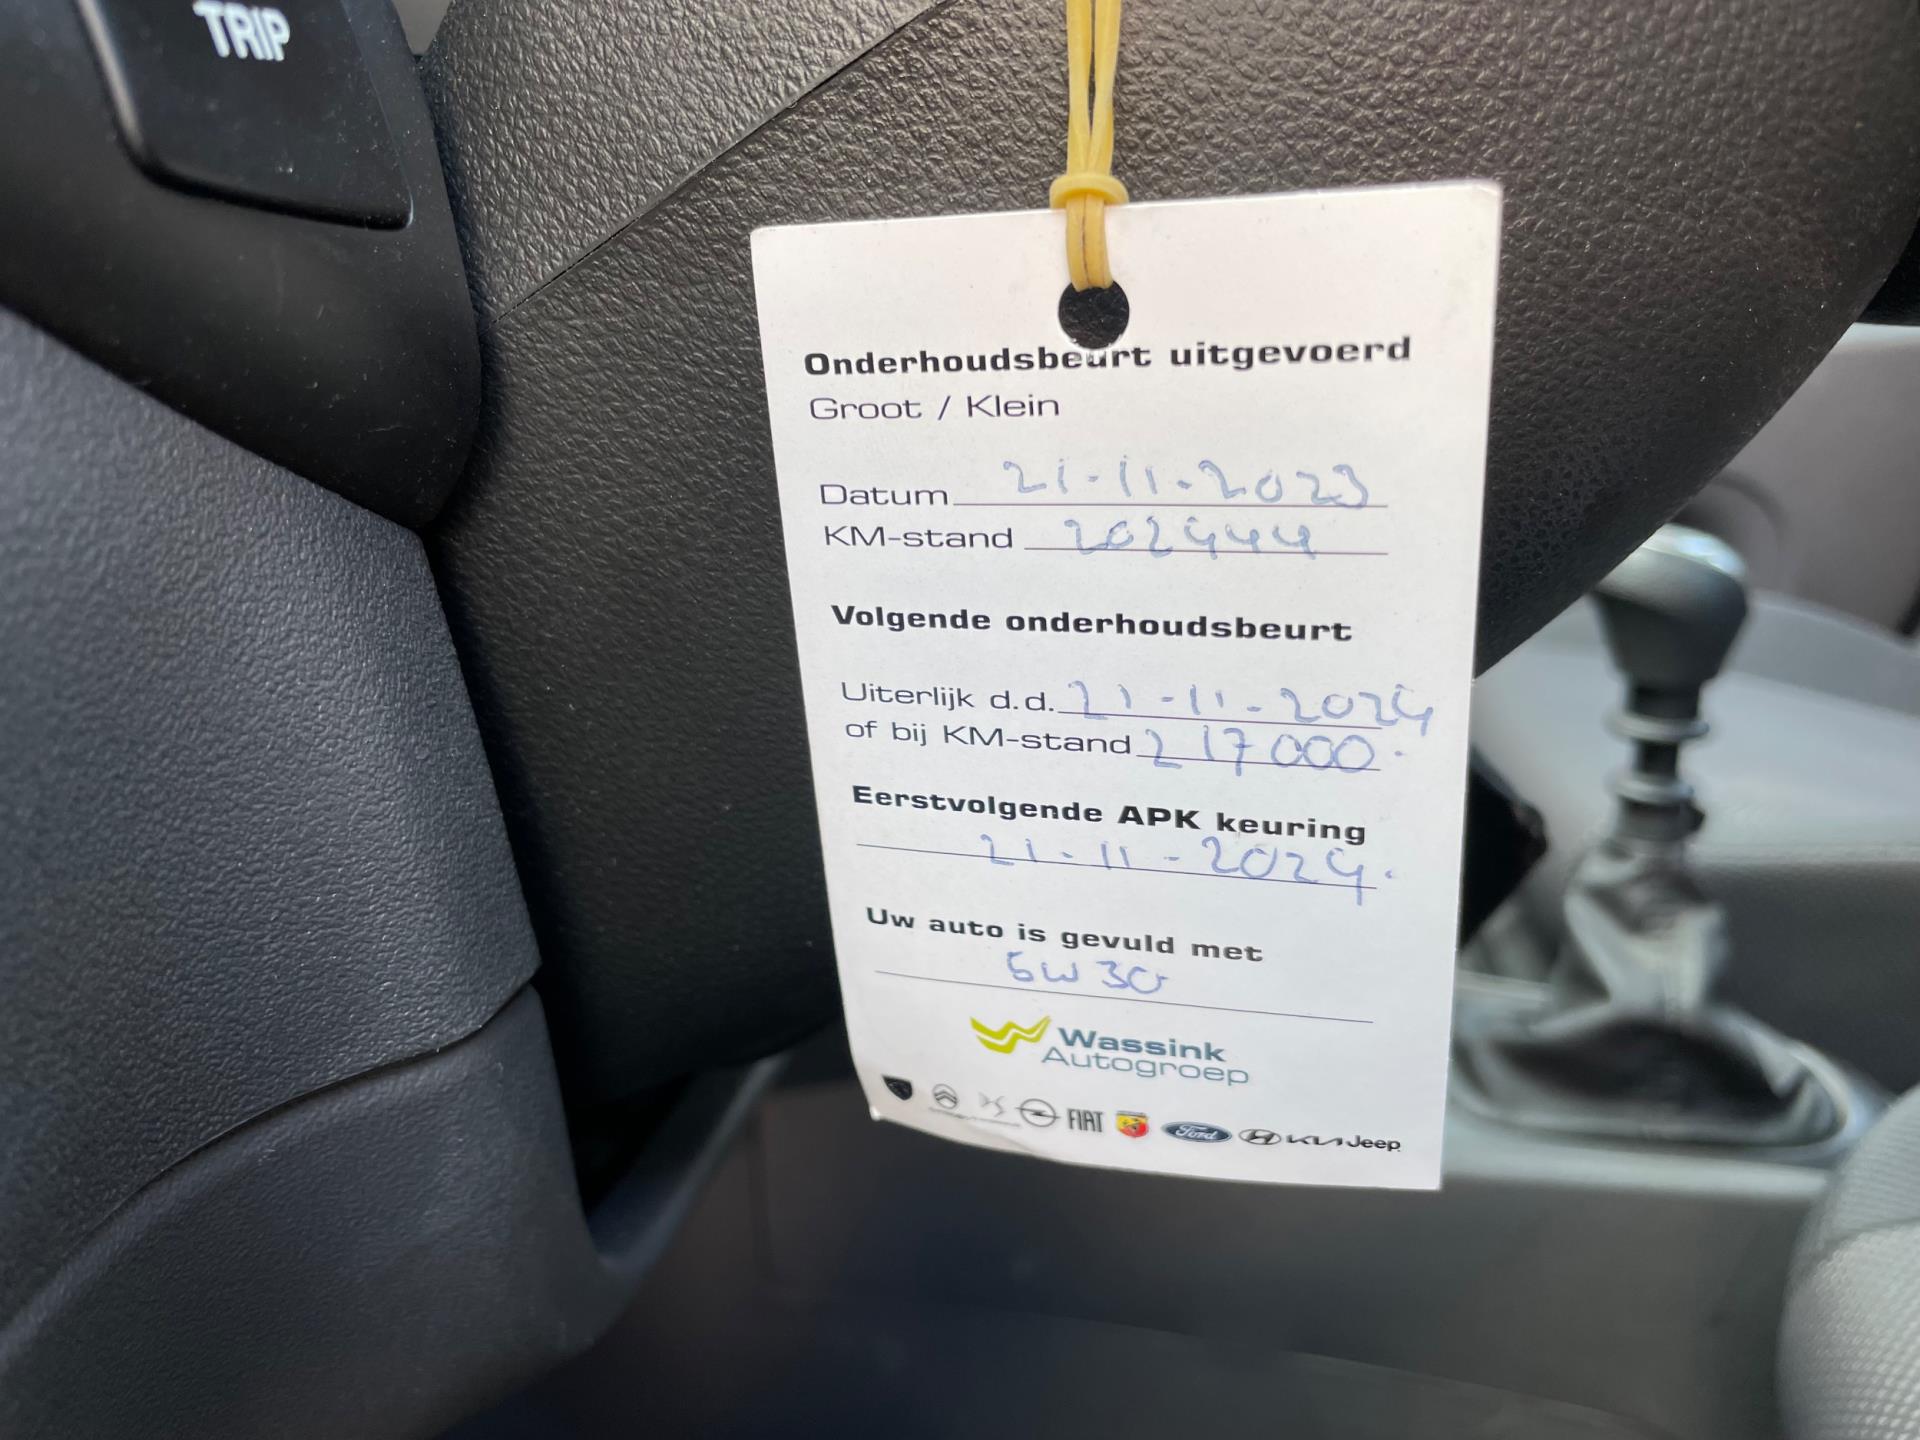 TRIP
Onderhoudsbeurt uitgevoerd
Groot / Klein
Datum 21-11-2023
KM-stand 202444
Volgende onderhoudsbeurt
Uiterlijk d.d. 21-11-2024
of bij KM-stand 217000.
Eerstvolgende APK keuring
21-11-2024.
Uw auto is gevuld met
5W30
Wassink
Autogroep
FIAT Ford KIA Jeep